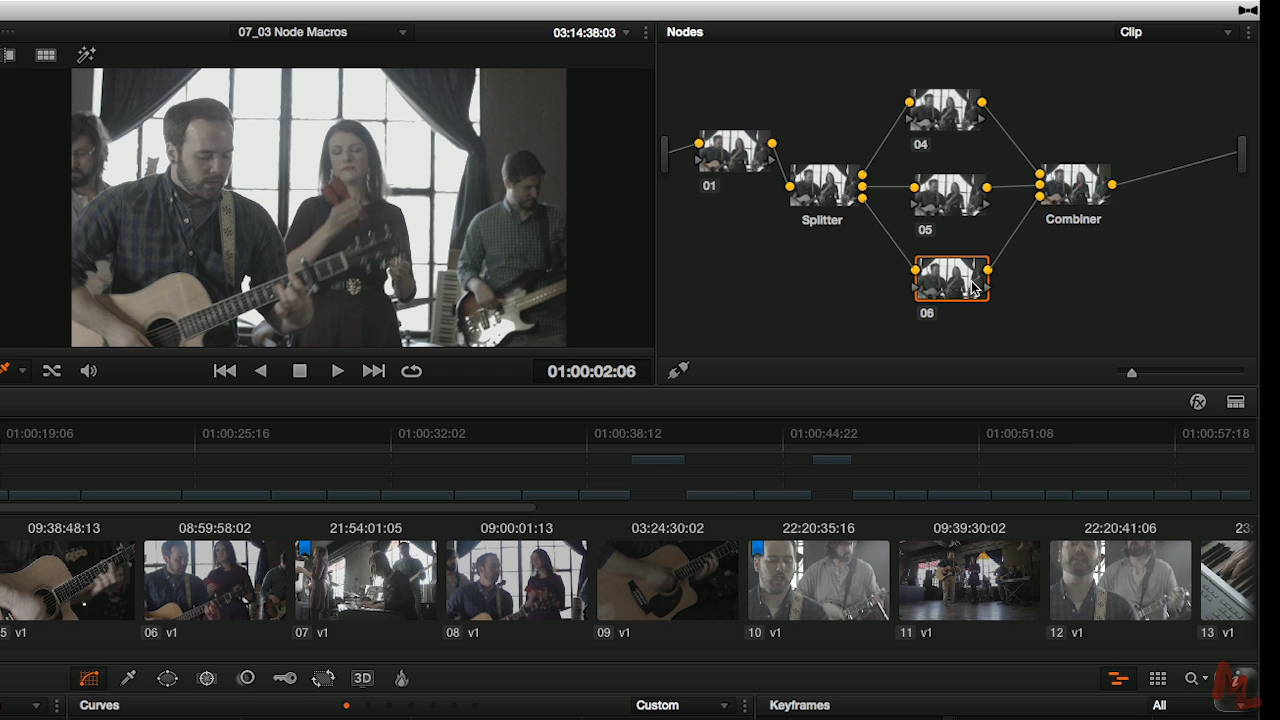 07_03 Node Macros
03:14:38:03
Nodes
Clip
04
01
05
Splitter
Combiner
06
01:00:02:06
01:00:19:06 01:00:25:16 01:00:32:02 01:00:38:12 01:00:44:22 01:00:51:08 01:00:57:18
09:38:48:13 08:59:58:02 21:54:01:05 09:00:01:13 03:24:30:02 22:20:35:16 09:39:30:02 22:20:41:06 23:
5 v1 06 v1 07 v1 08 v1 09 v1 10 v1 11 v1 12 v1 13 v1
3D
Curves Custom Keyframes All